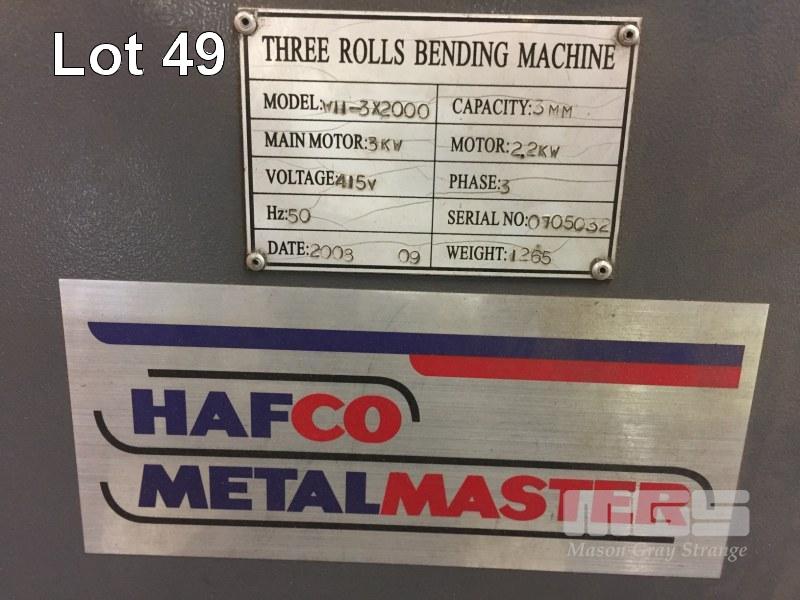 Lot 49
THREE ROLLS BENDING MACHINE
MODEL:W11-3X2000 CAPACITY:3MM
MAIN MOTOR:3KW MOTOR:2.2KW
VOLTAGE:415V PHASE:3
Hz:50 SERIAL NO:0705032
DATE:2008 09 WEIGHT:1265
HAFCO
METALMASTER
MGS
Mason Gray Strange